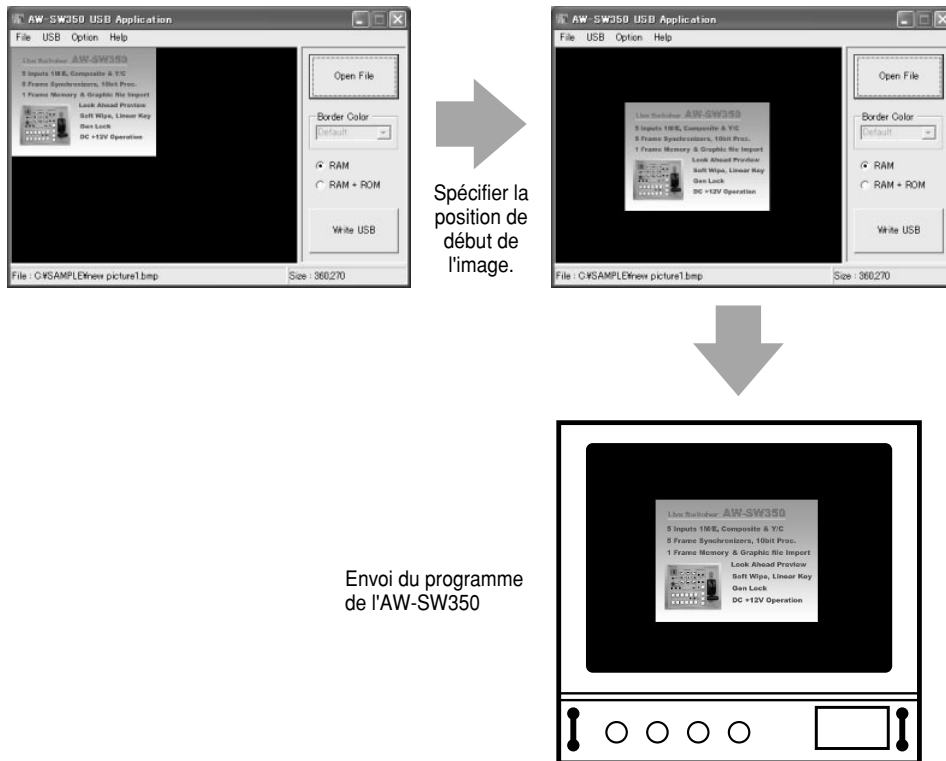 AW-SW350 USB Application
File USB Option Help
Live Switcher AW-SW350
5 Inputs 1M/E, Composite & Y/C
5 Frame Synchronizers, 10bit Proc.
1 Frame Memory & Graphic file Import
Look Ahead Preview
Soft Wipe, Linear Key
Gen Lock
DC +12V Operation
Open File
Border Color
Default
RAM
RAM + ROM
Write USB
File : C:¥SAMPLE¥new picture1.bmp
Size : 360,270
Spécifier la
position de
début de
l'image.
AW-SW350 USB Application
File USB Option Help
Live Switcher AW-SW350
5 Inputs 1M/E, Composite & Y/C
5 Frame Synchronizers, 10bit Proc.
1 Frame Memory & Graphic file Import
Look Ahead Preview
Soft Wipe, Linear Key
Gen Lock
DC +12V Operation
Open File
Border Color
Default
RAM
RAM + ROM
Write USB
File : C:¥SAMPLE¥new picture1.bmp
Size : 360,270
Envoi du programme
de l'AW-SW350
Live Switcher AW-SW350
5 Inputs 1M/E, Composite & Y/C
5 Frame Synchronizers, 10bit Proc.
1 Frame Memory & Graphic file Import
Look Ahead Preview
Soft Wipe, Linear Key
Gen Lock
DC +12V Operation